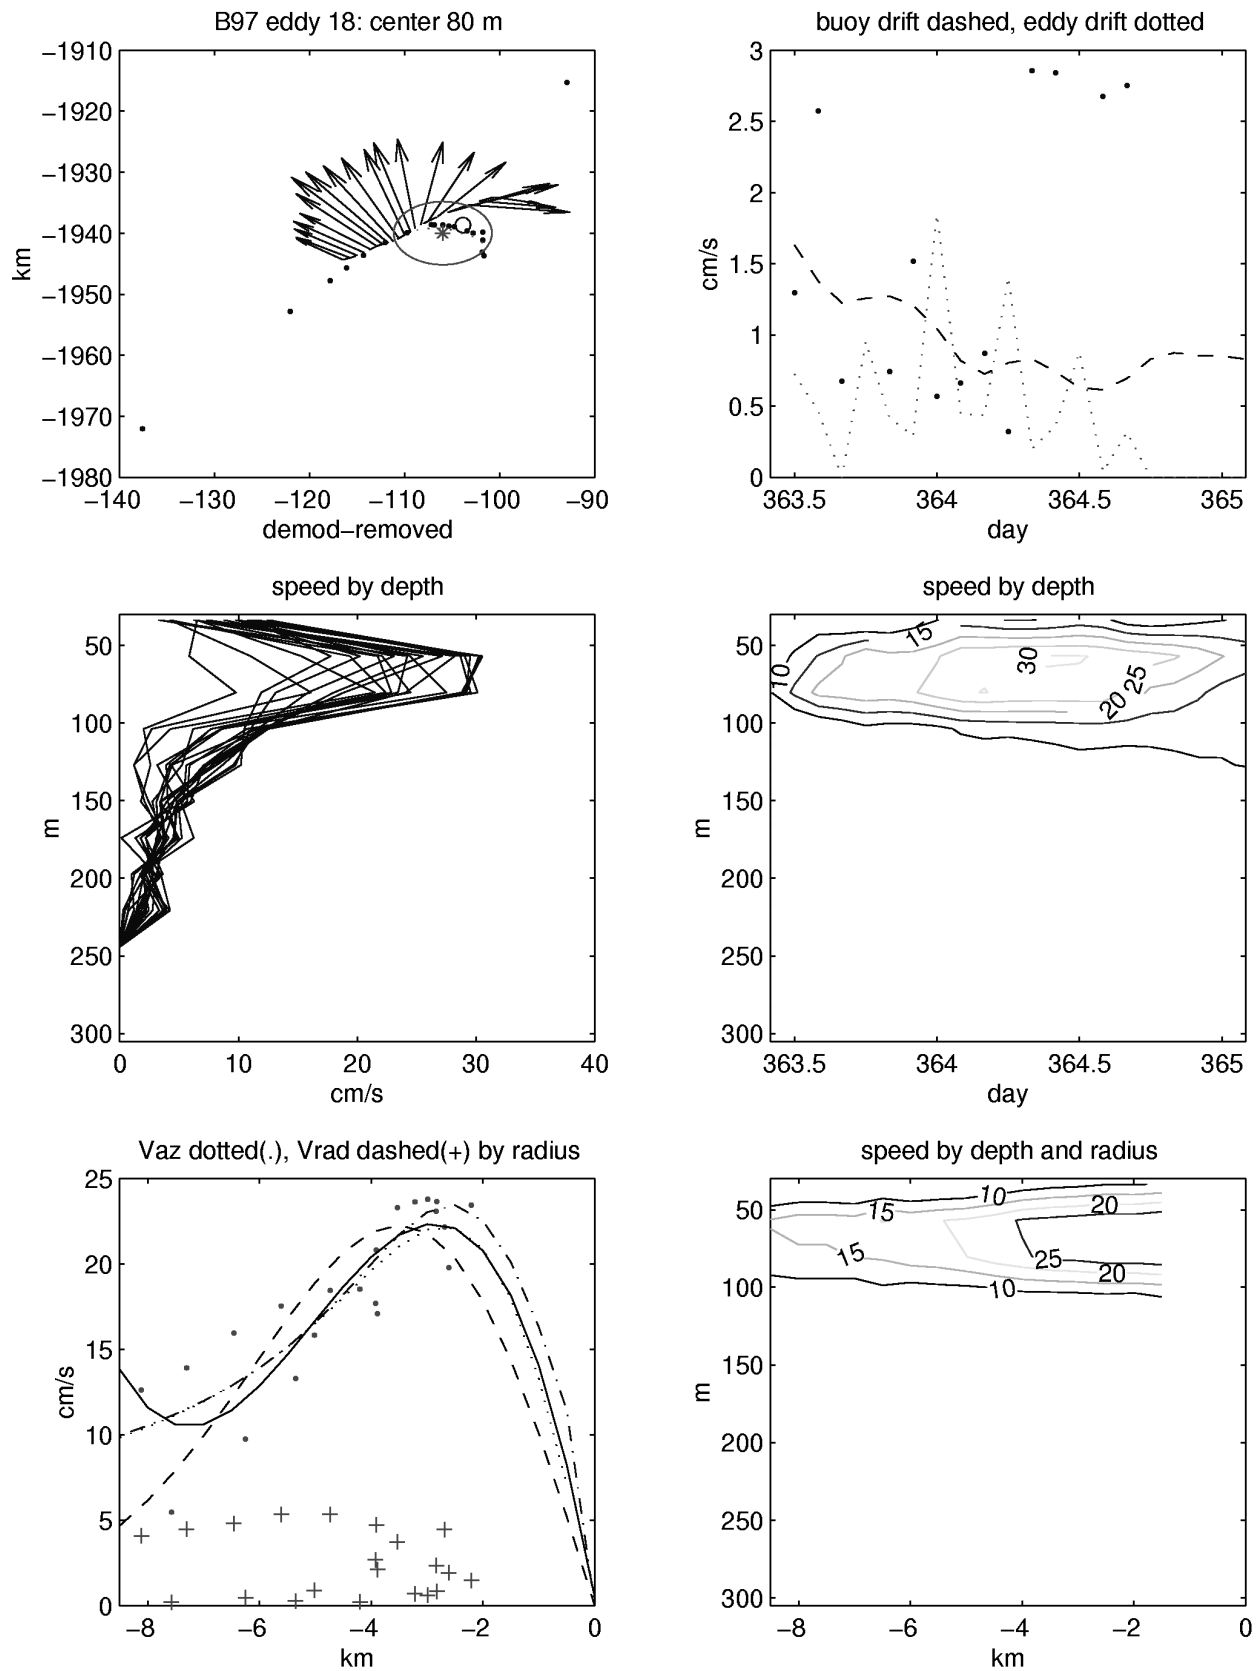 B97 eddy 18: center 80 m
−1910
−1920
−1930
−1940
−1950
−1960
−1970
−1980
km
−140 −130 −120 −110 −100 −90
demod−removed
buoy drift dashed, eddy drift dotted
3
2.5
2
1.5
1
0.5
0
cm/s
363.5 364 364.5 365
day
speed by depth
50
100
150
200
250
300
m
0 10 20 30 40
cm/s
speed by depth
50
100
150
200
250
300
m
10
15
30
20
25
363.5 364 364.5 365
day
Vaz dotted(.), Vrad dashed(+) by radius
25
20
15
10
5
0
cm/s
−8 −6 −4 −2 0
km
speed by depth and radius
50
100
150
200
250
300
m
10
15
20
15
25
20
10
−8 −6 −4 −2 0
km